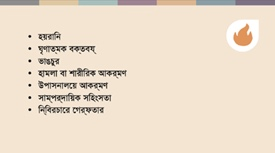 • হয়রানি
• ঘৃণাত্মক বক্তব্য
• ভাঙচুর
• হামলা বা শারীরিক আক্রমণ
• উপাসনালয়ে আক্রমণ
• সাম্প্রদায়িক সহিংসতা
• নির্বিচারে গ্রেফতার